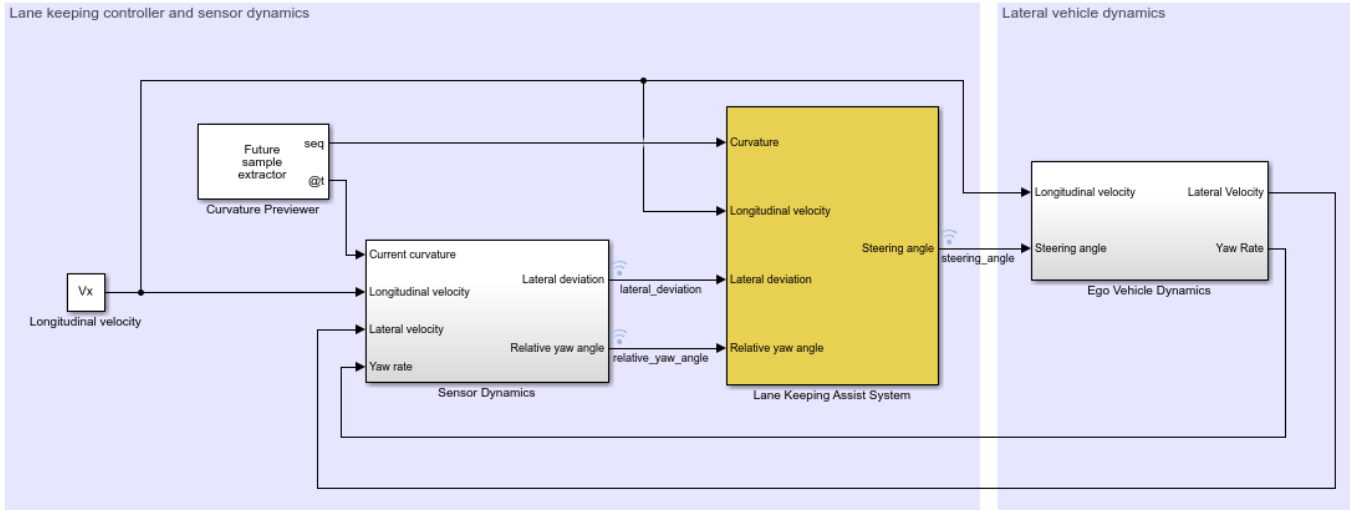 Lane keeping controller and sensor dynamics
Lateral vehicle dynamics
Future
sample
extractor
seq
@t
Curvature Previewer
Vx
Longitudinal velocity
Current curvature
Longitudinal velocity
Lateral velocity
Yaw rate
Lateral deviation
Relative yaw angle
Sensor Dynamics
lateral_deviation
relative_yaw_angle
Curvature
Longitudinal velocity
Lateral deviation
Relative yaw angle
Steering angle
Lane Keeping Assist System
steering_angle
Longitudinal velocity
Steering angle
Lateral Velocity
Yaw Rate
Ego Vehicle Dynamics